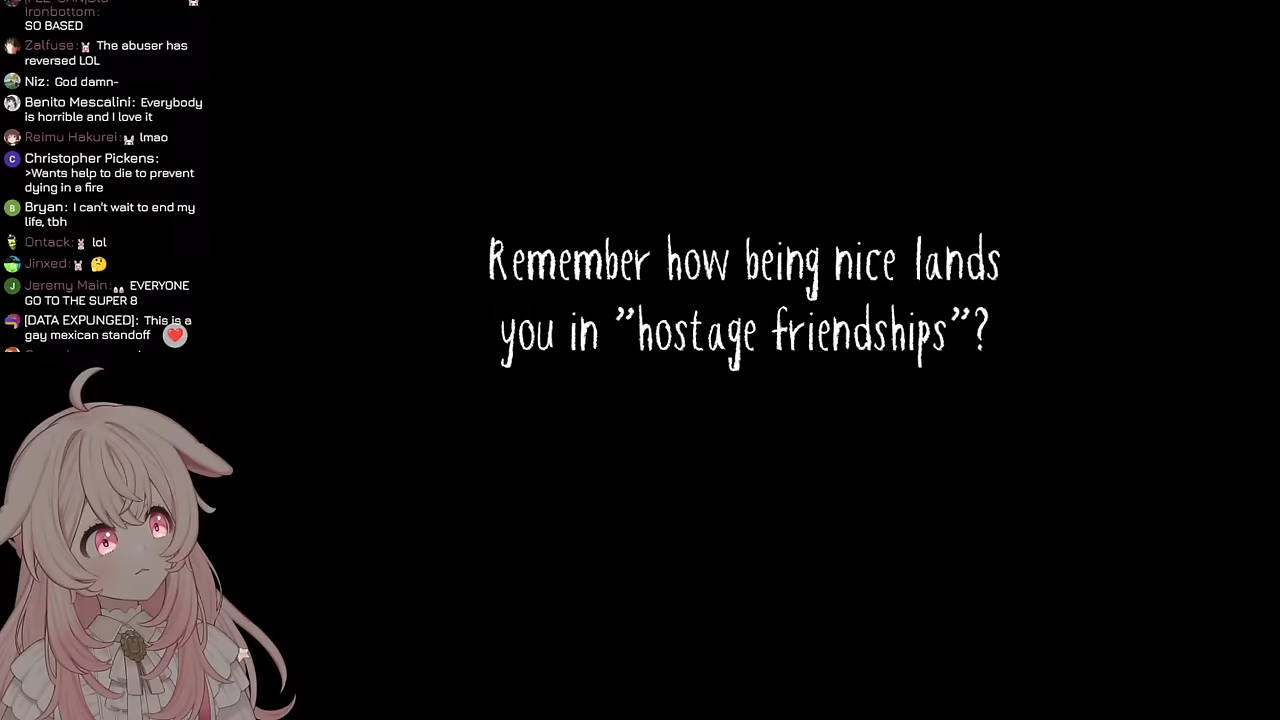 Ironbottom:
SO BASED
Zalfuse: The abuser has
reversed LOL
Niz: God damn-
Benito Mescalini: Everybody
is horrible and I love it
Reimu Hakurei: lmao
C Christopher Pickens:
>Wants help to die to prevent
dying in a fire
B Bryan: I can't wait to end my
life, tbh
Ontack: lol
Jinxed: 🤔
J Jeremy Main: EVERYONE
GO TO THE SUPER 8
[DATA EXPUNGED]: This is a
gay mexican standoff
Remember how being nice lands
you in "hostage friendships"?